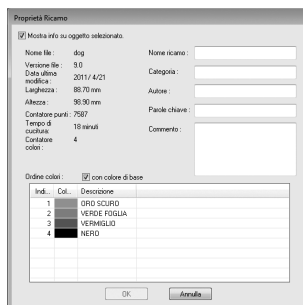 Proprietà Ricamo
Mostra info su oggetto selezionato.
Nome file : dog
Versione file : 9.0
Data ultima modifica : 2011/ 4/21
Larghezza : 88.70 mm
Altezza : 98.90 mm
Contatore punti : 7587
Tempo di cucitura: 18 minuti
Contatore colori : 4
Nome ricamo :
Categoria :
Autore :
Parole chiave :
Commento :
Ordine colori : con colore di base
Indi... Col... Descrizione
1 ORO SCURO
2 VERDE FOGLIA
3 VERMIGLIO
4 NERO
OK Annulla